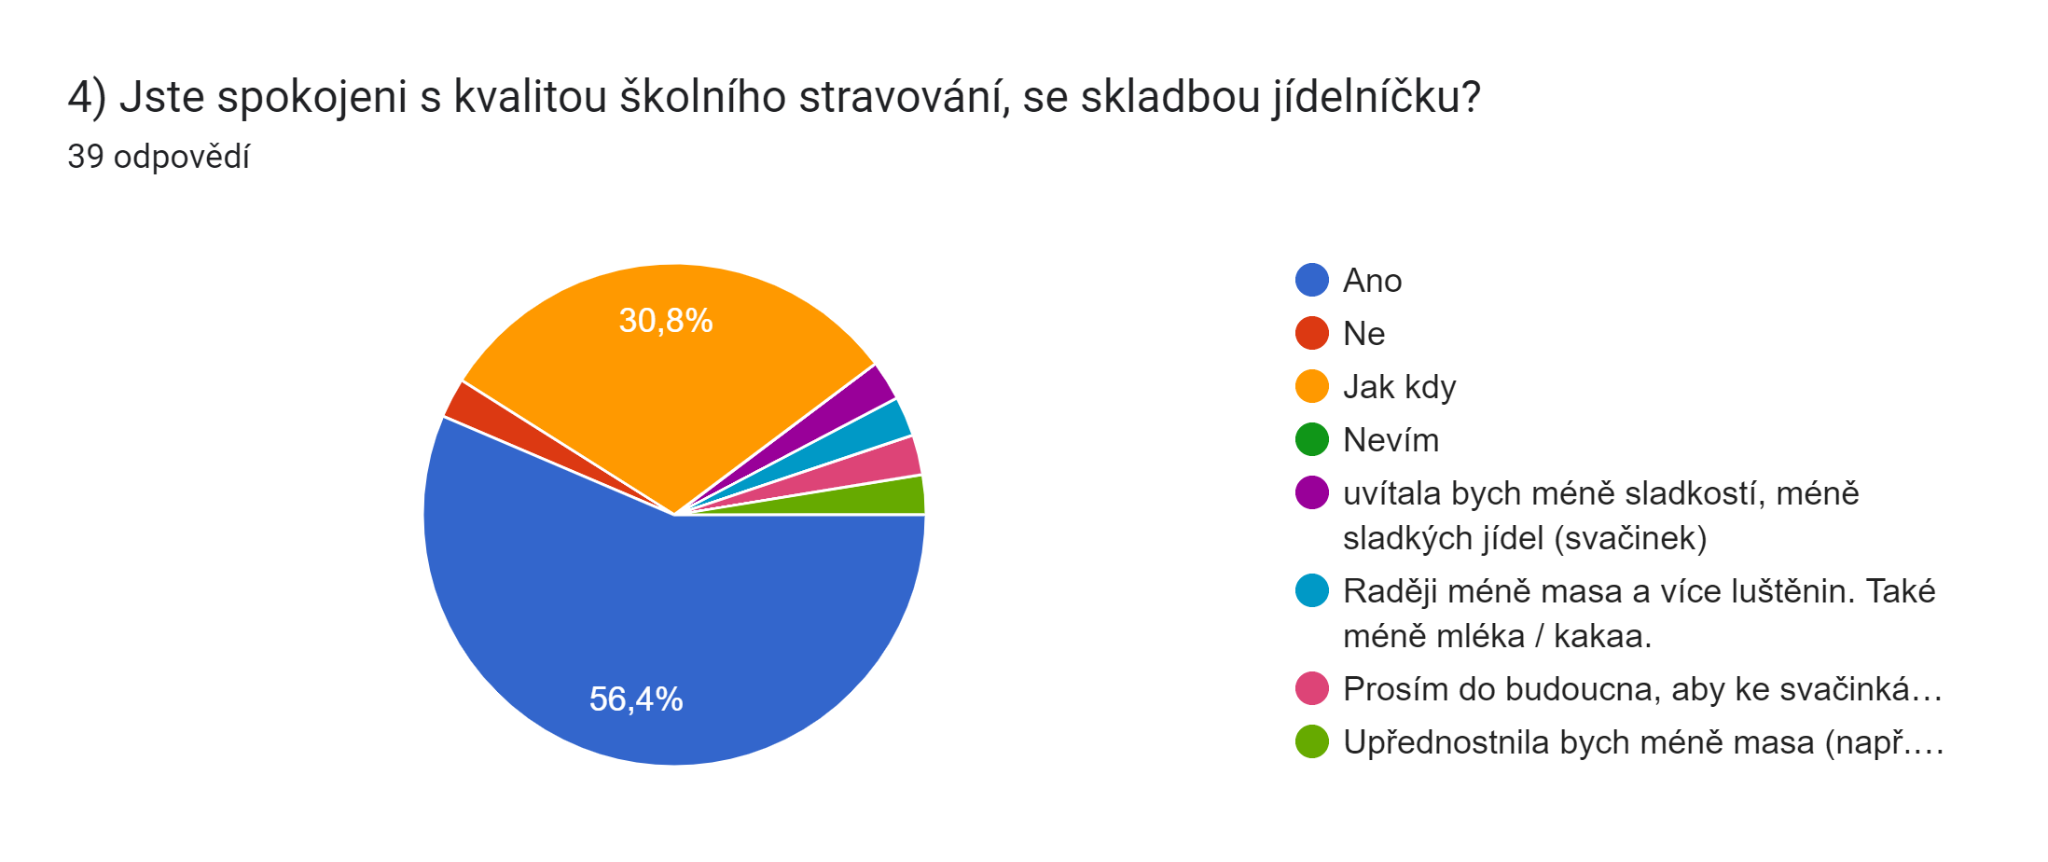 4) Jste spokojeni s kvalitou školního stravování, se skladbou jídelníčku?
39 odpovědí
30,8%
56,4%
Ano
Ne
Jak kdy
Nevím
uvítala bych méně sladkostí, méně
sladkých jídel (svačinek)
Raději méně masa a více luštěnin. Také
méně mléka / kakaa.
Prosím do budoucna, aby ke svačinká…
Upřednostnila bych méně masa (např.…